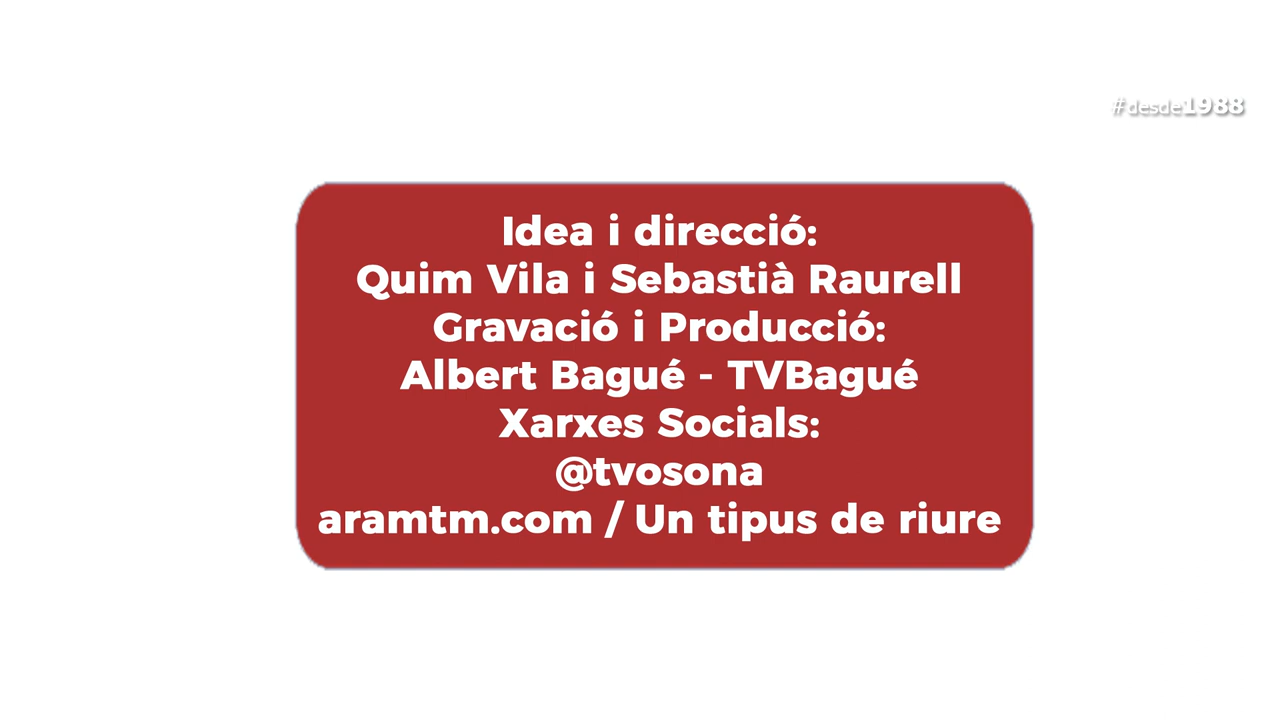 #desde1988
Idea i direcció:
Quim Vila i Sebastià Raurell
Gravació i Producció:
Albert Bagué - TVBagué
Xarxes Socials:
@tvosona
aramtm.com / Un tipus de riure